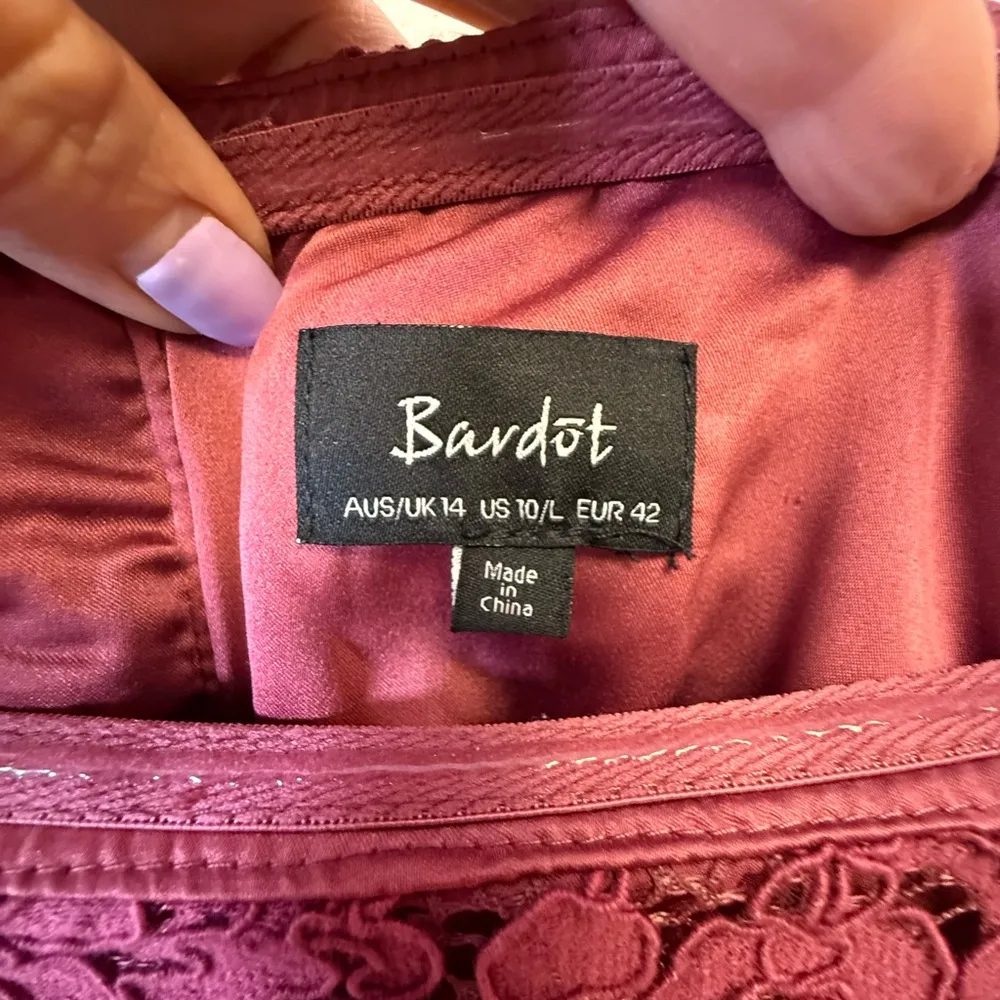 Bardōt
AUS/UK 14 US 10/L EUR 42
Made
in
China